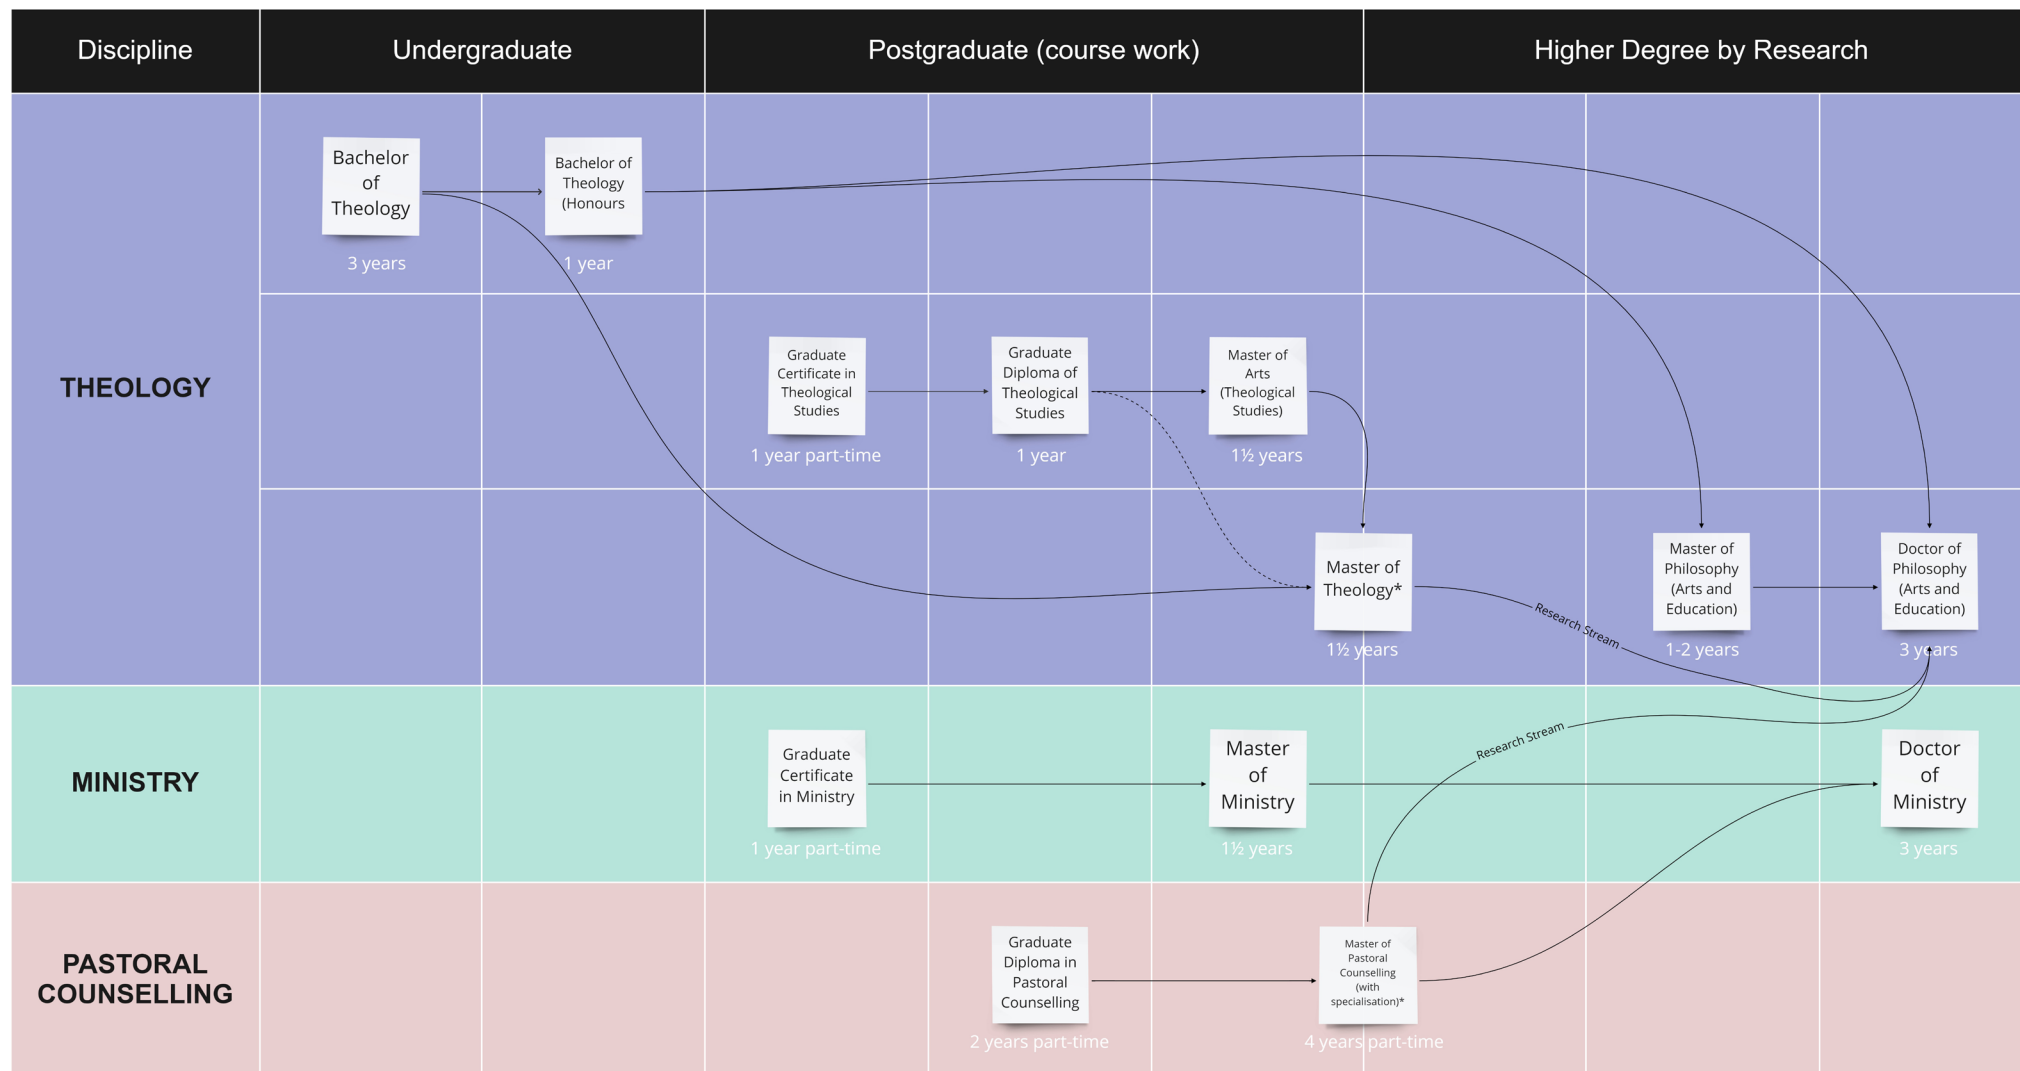 Discipline
Undergraduate
Postgraduate (course work)
Higher Degree by Research
THEOLOGY
Bachelor
of
Theology
3 years
Bachelor of
Theology
(Honours
1 year
Graduate
Certificate in
Theological
Studies
1 year part-time
Graduate
Diploma of
Theological
Studies
1 year
Master of
Arts
(Theological
Studies)
1½ years
Master of
Theology*
1½ years
Research Stream
Master of
Philosophy
(Arts and
Education)
1-2 years
Doctor of
Philosophy
(Arts and
Education)
3 years
MINISTRY
Graduate
Certificate
in Ministry
1 year part-time
Master
of
Ministry
1½ years
Research Stream
Doctor
of
Ministry
3 years
PASTORAL
COUNSELLING
Graduate
Diploma in
Pastoral
Counselling
2 years part-time
Master of
Pastoral
Counselling
(with
specialisation)*
4 years part-time